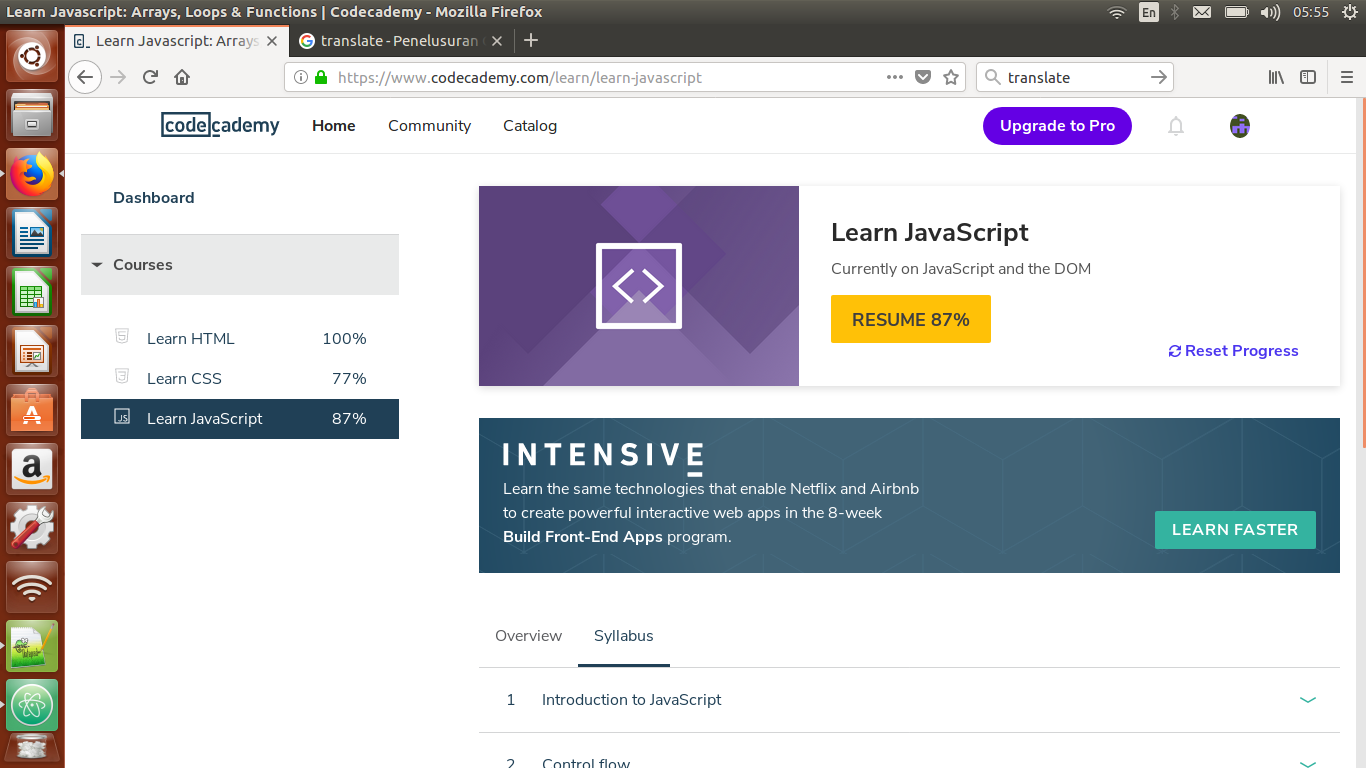 Learn Javascript: Arrays, Loops & Functions | Codecademy - Mozilla Firefox
En
05:55
Learn Javascript: Arrays
translate - Penelusuran
https://www.codecademy.com/learn/learn-javascript
translate
codecademy
Home
Community
Catalog
Upgrade to Pro
Dashboard
Courses
Learn HTML 100%
Learn CSS 77%
JS Learn JavaScript 87%
Learn JavaScript
Currently on JavaScript and the DOM
RESUME 87%
Reset Progress
INTENSIVE
Learn the same technologies that enable Netflix and Airbnb
to create powerful interactive web apps in the 8-week
Build Front-End Apps program.
LEARN FASTER
Overview
Syllabus
1 Introduction to JavaScript
2 Control flow